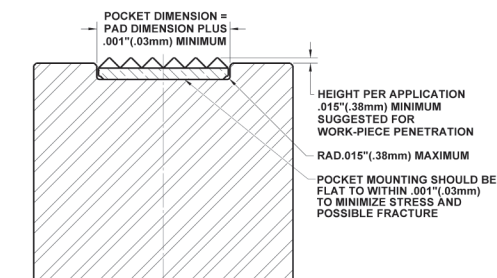 POCKET DIMENSION =
PAD DIMENSION PLUS
.001"(.03mm) MINIMUM
HEIGHT PER APPLICATION
.015"(.38mm) MINIMUM
SUGGESTED FOR
WORK-PIECE PENETRATION
RAD.015"(.38mm) MAXIMUM
POCKET MOUNTING SHOULD BE
FLAT TO WITHIN .001"(.03mm)
TO MINIMIZE STRESS AND
POSSIBLE FRACTURE